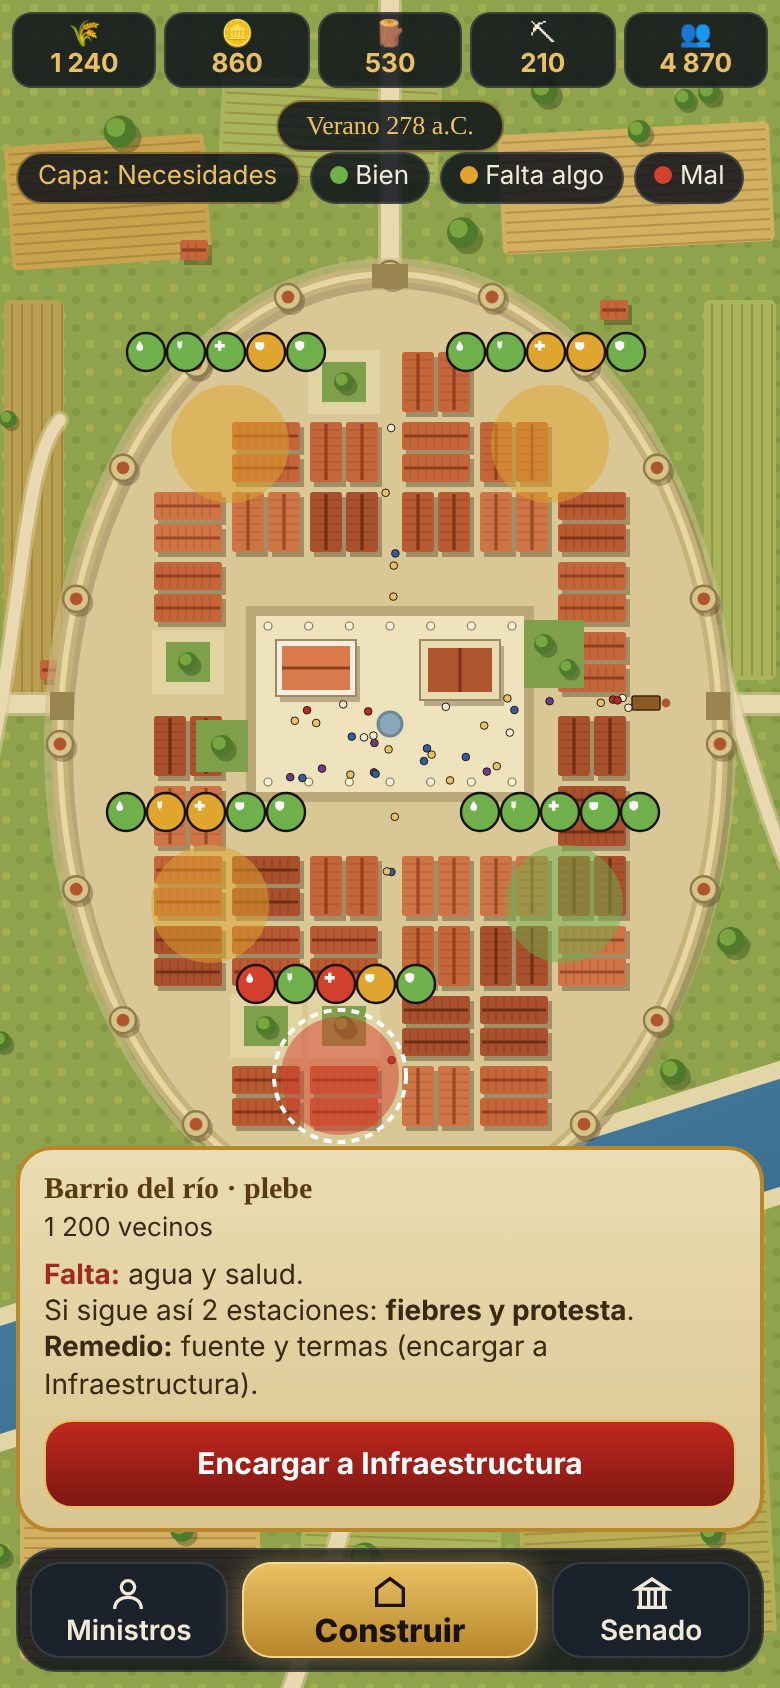 1 240
860
530
210
4 870
Verano 278 a.C.
Capa: Necesidades
Bien
Falta algo
Mal
Barrio del río · plebe
1 200 vecinos
Falta: agua y salud.
Si sigue así 2 estaciones: fiebres y protesta.
Remedio: fuente y termas (encargar a
Infraestructura).
Encargar a Infraestructura
Ministros
Construir
Senado